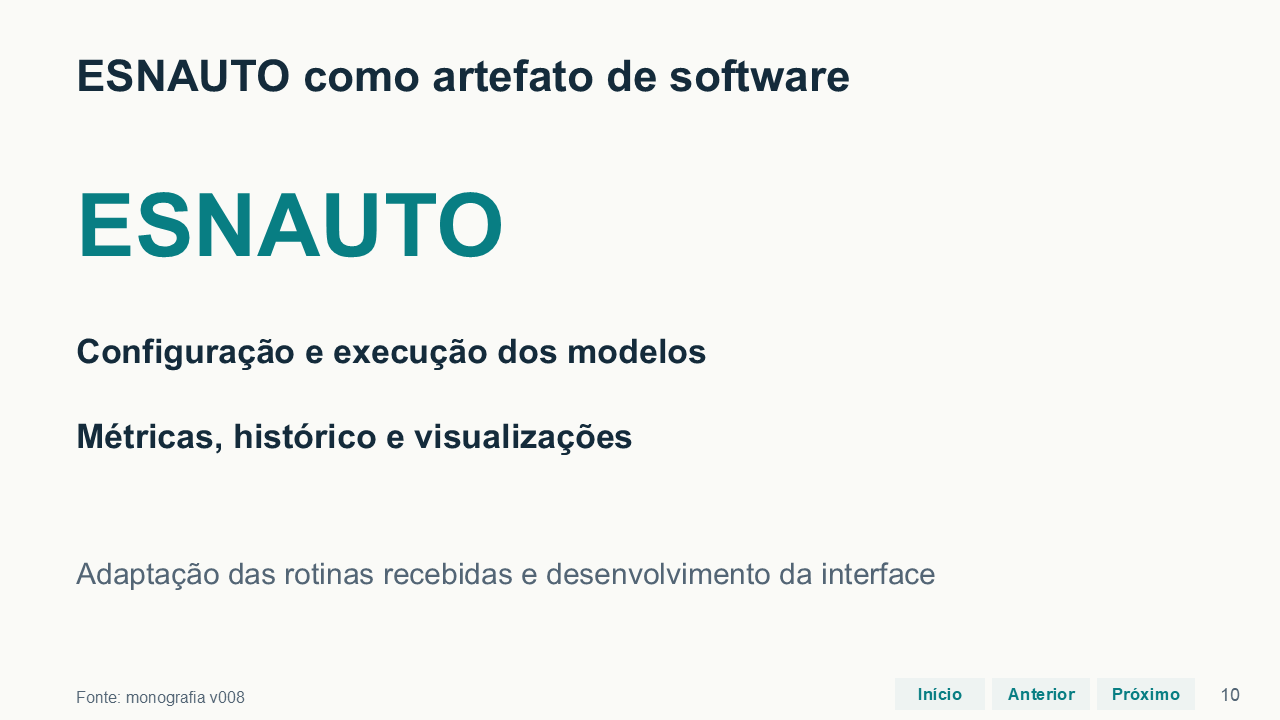 ESNAUTO como artefato de software
ESNAUTO
Configuração e execução dos modelos
Métricas, histórico e visualizações
Adaptação das rotinas recebidas e desenvolvimento da interface
Fonte: monografia v008
Início
Anterior
Próximo
10